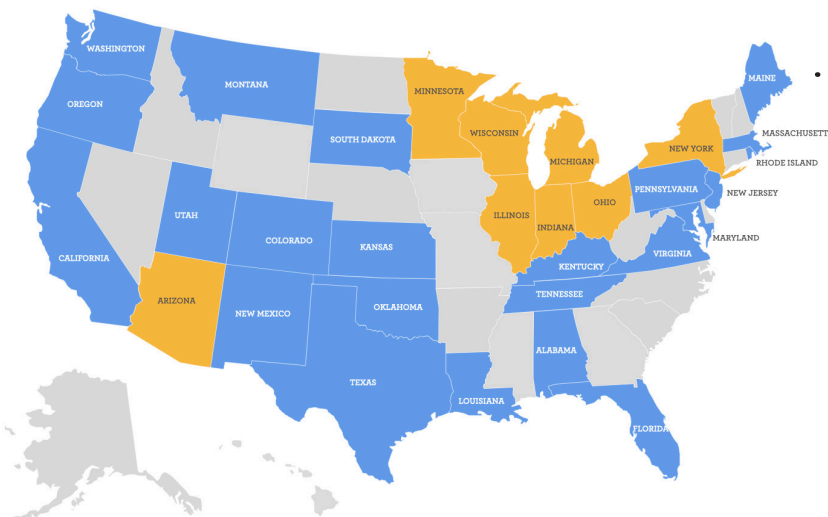 WASHINGTON
MONTANA
MINNESOTA
MAINE
OREGON
SOUTH DAKOTA
WISCONSIN
MASSACHUSETT
NEW YORK
MICHIGAN
RHODE ISLAND
PENNSYLVANIA
NEW JERSEY
UTAH
ILLINOIS
OHIO
INDIANA
COLORADO
KANSAS
MARYLAND
VIRGINIA
CALIFORNIA
KENTUCKY
TENNESSEE
ARIZONA
OKLAHOMA
NEW MEXICO
ALABAMA
TEXAS
LOUISIANA
FLORIDA